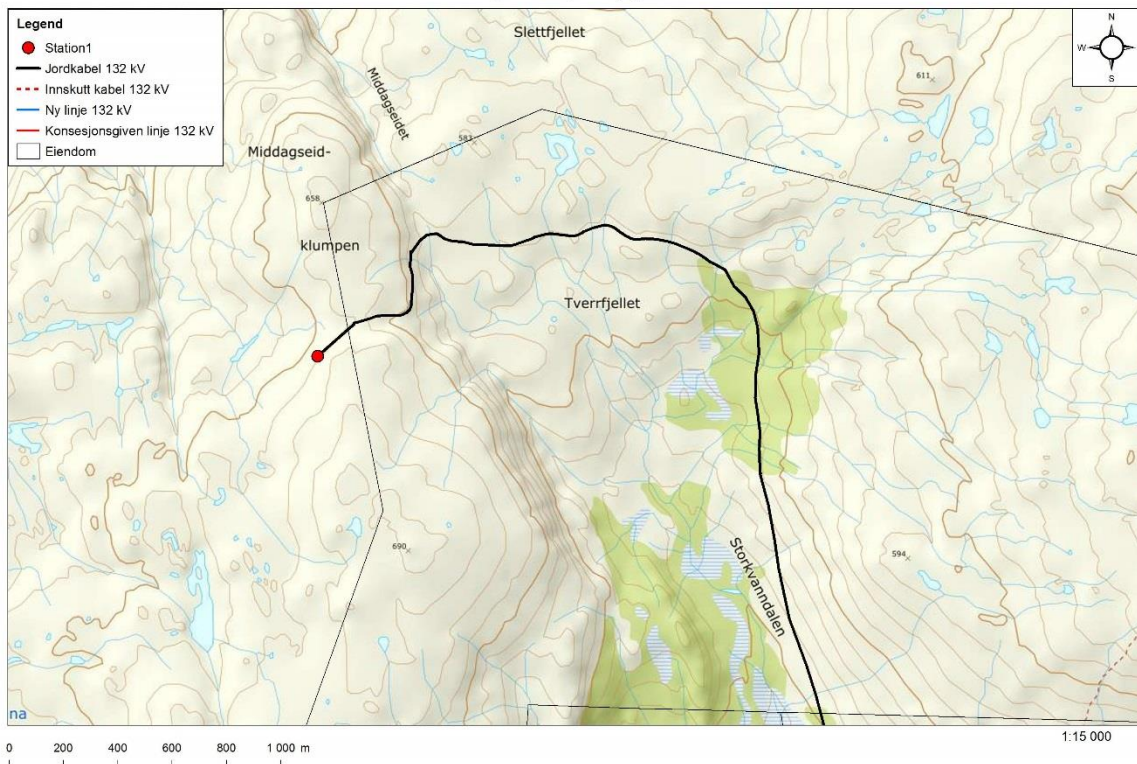 Legend
Station1
Jordkabel 132 kV
Innskutt kabel 132 kV
Ny linje 132 kV
Konsesjonsgiven linje 132 kV
Eiendom
Slettfjellet
N
W
E
S
611
Middagseidet
583
Middagseid-
658
klumpen
Tverrfjellet
690
Storkvanndalen
594
na
1:15 000
0 200 400 600 800 1 000 m